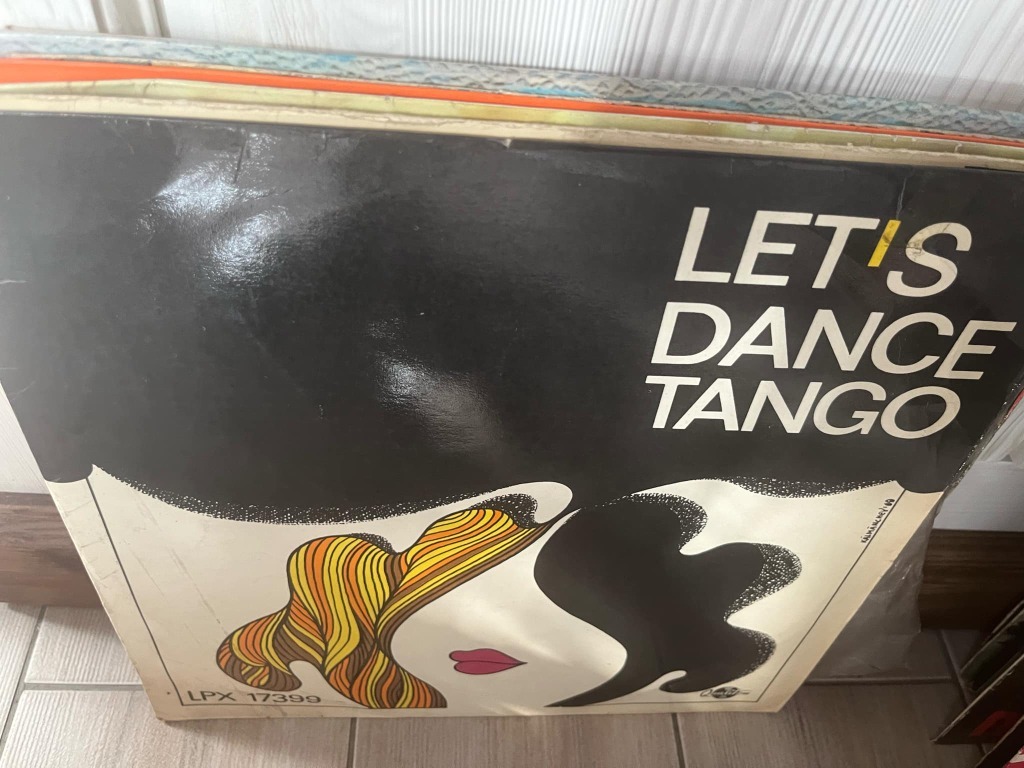 LET'S
DANCE
TANGO
LPX 17399